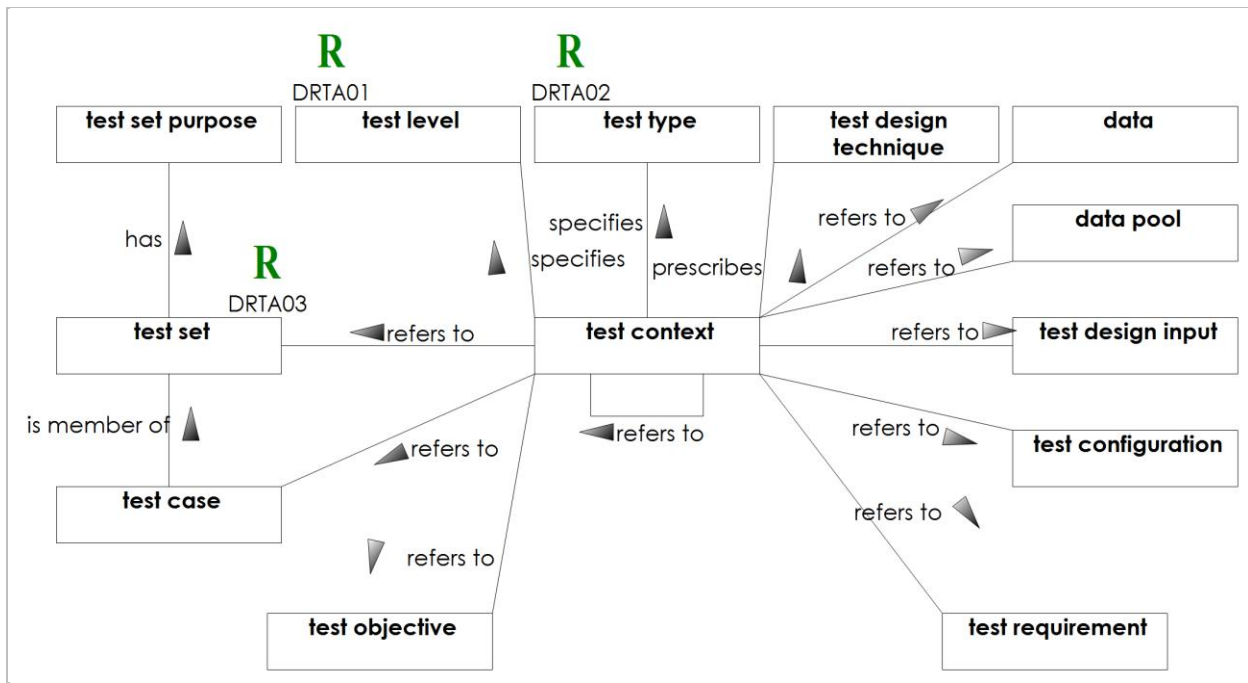 R
R
DRTA01
DRTA02
test set purpose
test level
test type
test design
technique
data
specifies
refers to
data pool
has
R
specifies
prescribes
refers to
DRTA03
test set
refers to
test context
refers to
test design input
is member of
refers to
refers to
refers to
test configuration
test case
refers to
refers to
test objective
test requirement